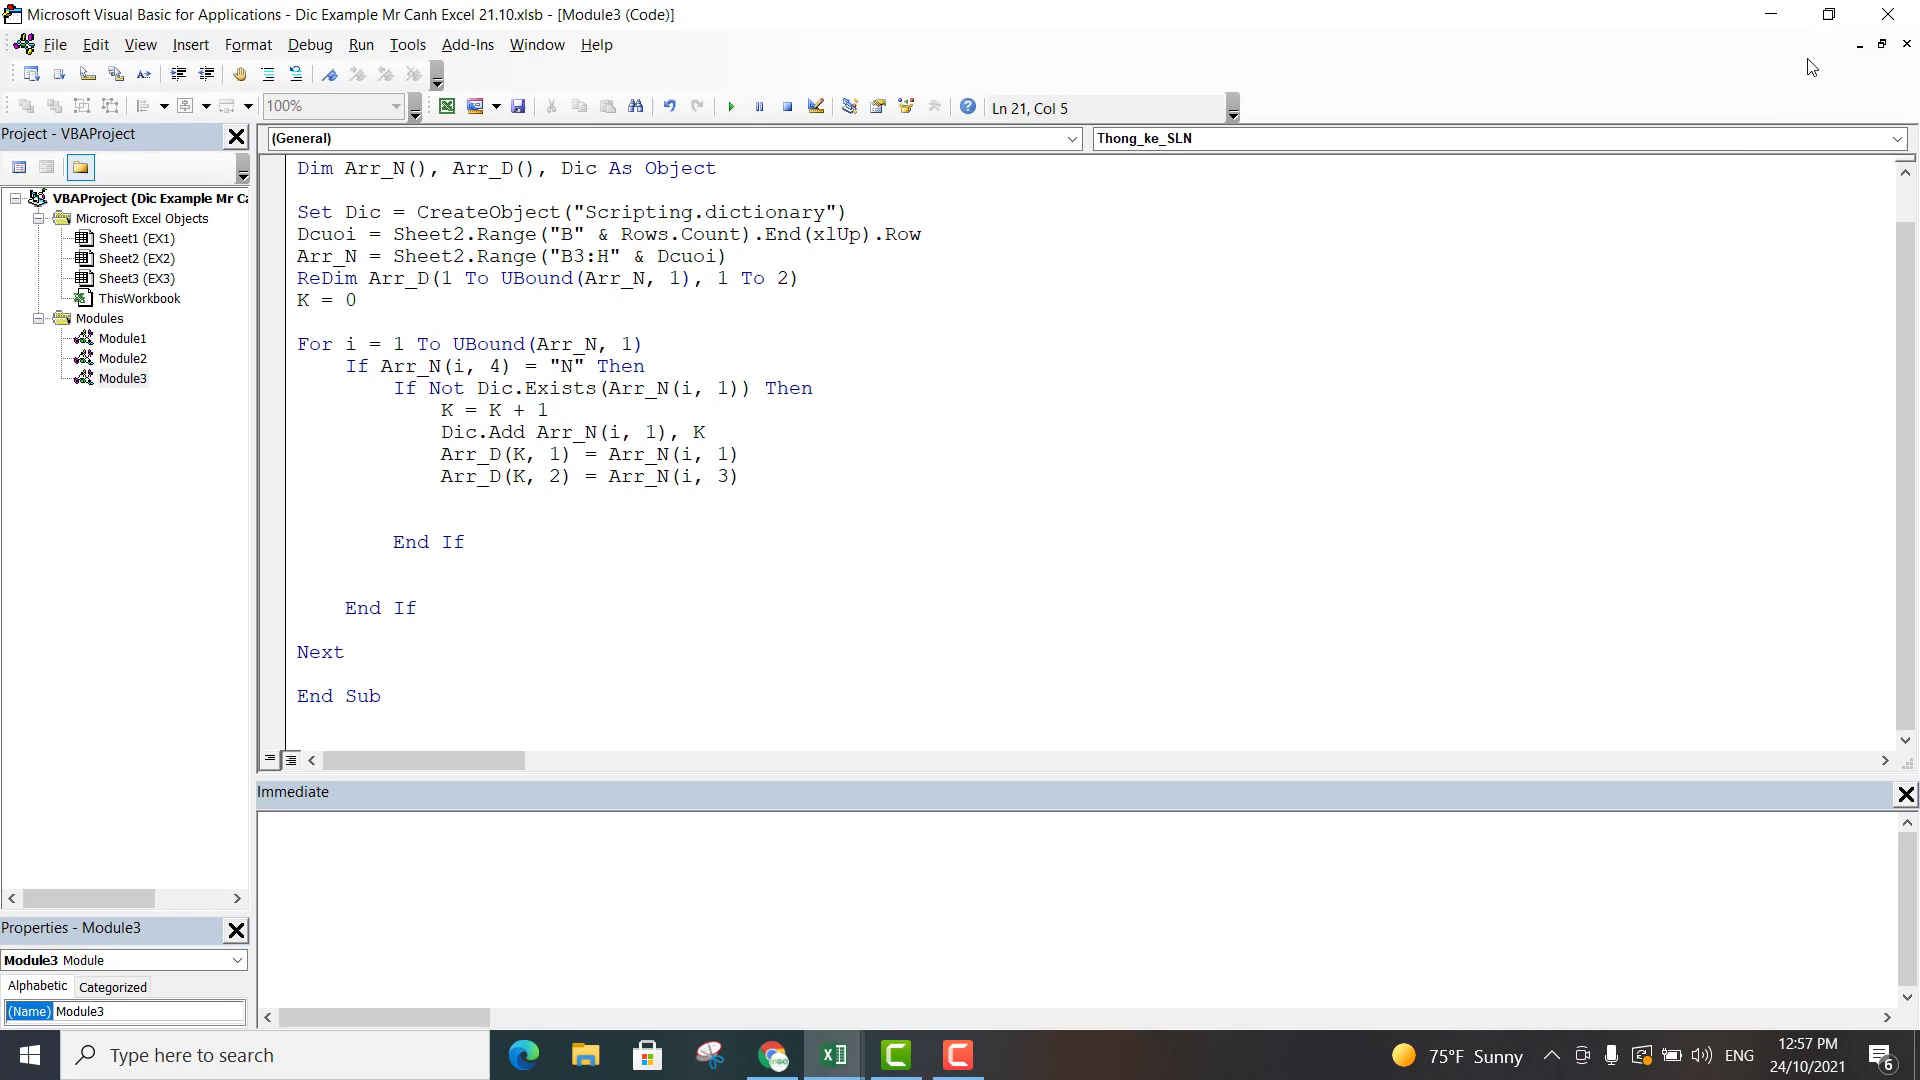 Microsoft Visual Basic for Applications - Dic Example Mr Canh Excel 21.10.xlsb - [Module3 (Code)]
File Edit View Insert Format Debug Run Tools Add-Ins Window Help
100%
Ln 21, Col 5
Project - VBAProject
(General)
Thong_ke_SLN
VBAProject (Dic Example Mr Ca
Microsoft Excel Objects
Sheet1 (EX1)
Sheet2 (EX2)
Sheet3 (EX3)
ThisWorkbook
Modules
Module1
Module2
Module3
Dim Arr_N(), Arr_D(), Dic As Object
Set Dic = CreateObject("Scripting.dictionary")
Dcuoi = Sheet2.Range("B" & Rows.Count).End(xlUp).Row
Arr_N = Sheet2.Range("B3:H" & Dcuoi)
ReDim Arr_D(1 To UBound(Arr_N, 1), 1 To 2)
K = 0
For i = 1 To UBound(Arr_N, 1)
If Arr_N(i, 4) = "N" Then
If Not Dic.Exists(Arr_N(i, 1)) Then
K = K + 1
Dic.Add Arr_N(i, 1), K
Arr_D(K, 1) = Arr_N(i, 1)
Arr_D(K, 2) = Arr_N(i, 3)
End If
End If
Next
End Sub
Immediate
Properties - Module3
Module3 Module
Alphabetic Categorized
(Name) Module3
Type here to search
75°F Sunny
ENG
12:57 PM
24/10/2021
6